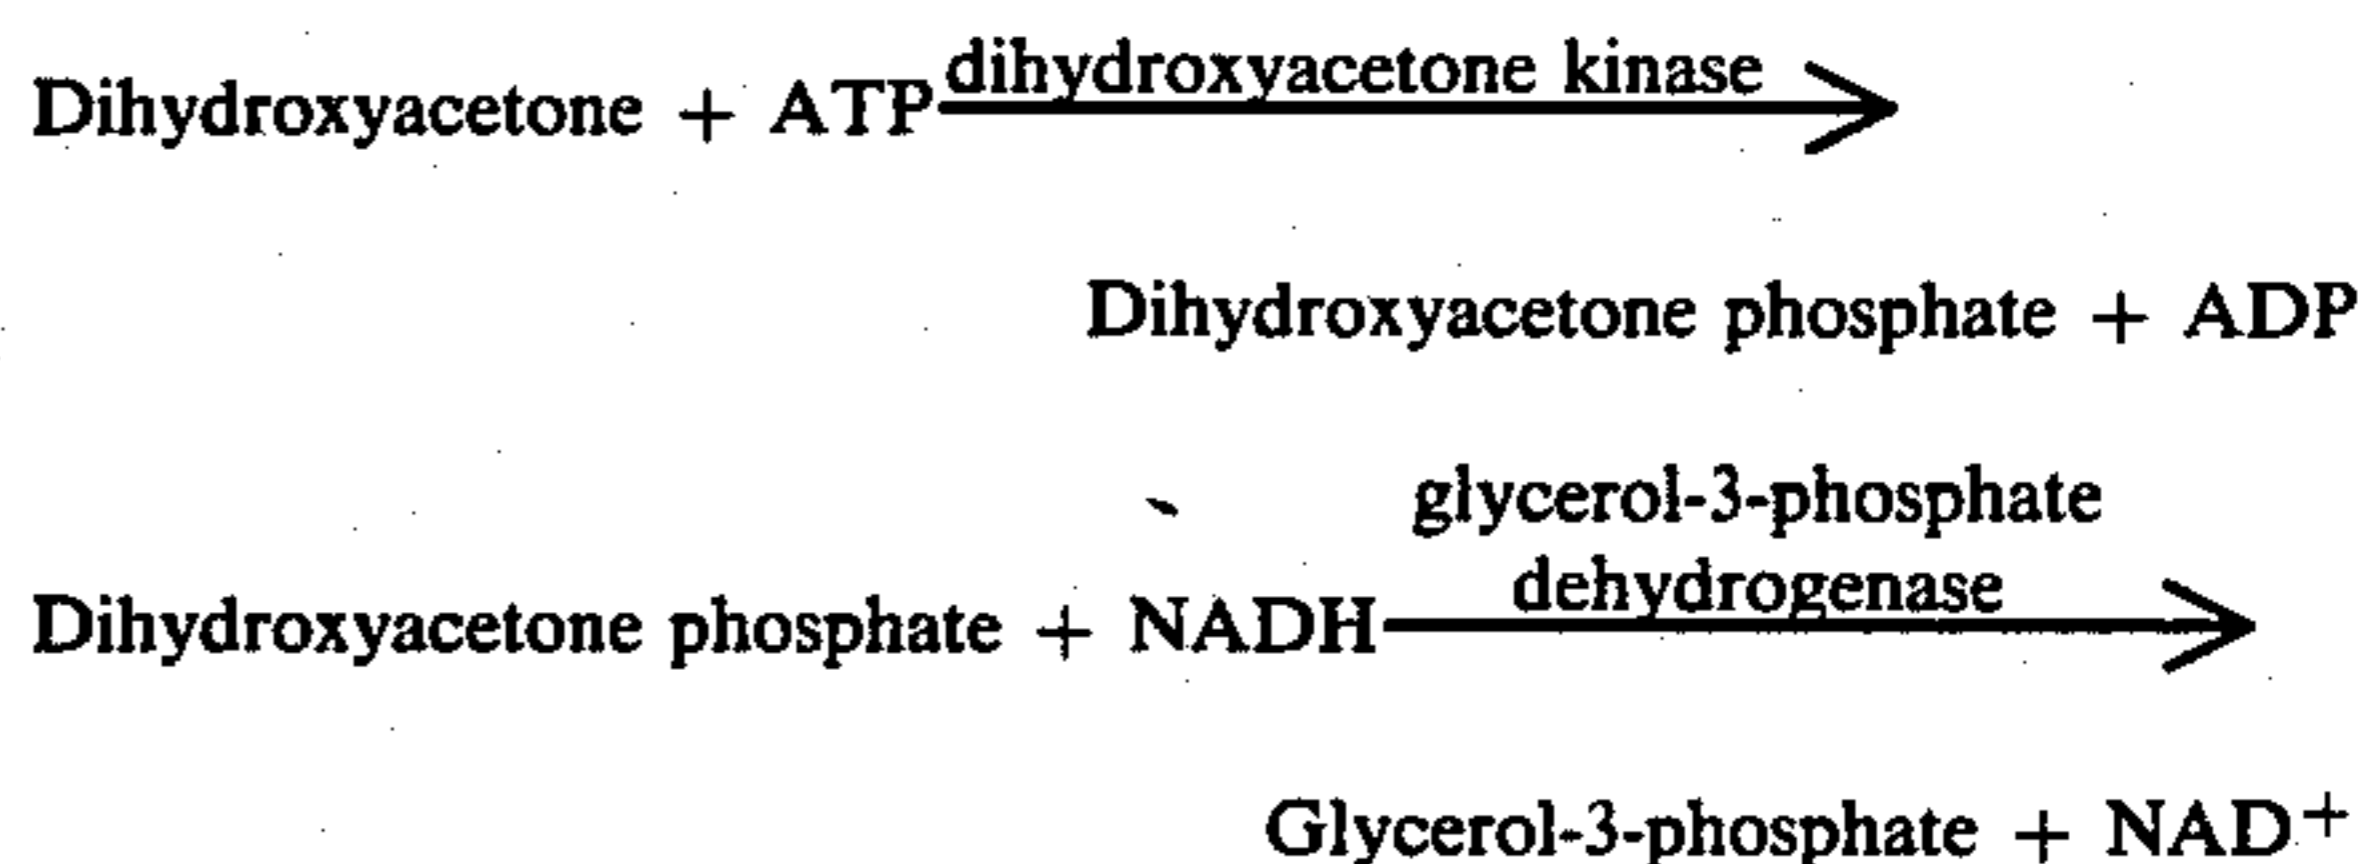 dihydroxyacetone kinase
Dihydroxyacetone + ATP
Dihydroxyacetone phosphate + ADP
glycerol-3-phosphate
dehydrogenase
Dihydroxyacetone phosphate + NADH
Glycerol-3-phosphate + NAD+